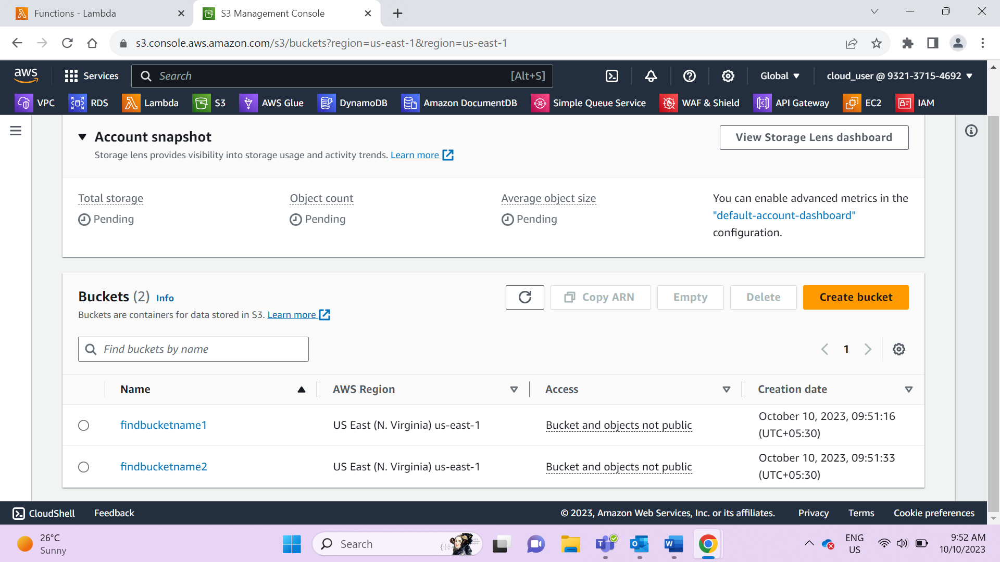 Functions - Lambda
S3 Management Console
s3.console.aws.amazon.com/s3/buckets?region=us-east-1&region=us-east-1
aws
Services
Search
[Alt+S]
Global
cloud_user @ 9321-3715-4692
VPC
RDS
Lambda
S3
AWS Glue
DynamoDB
Amazon DocumentDB
Simple Queue Service
WAF & Shield
API Gateway
EC2
IAM
Account snapshot
View Storage Lens dashboard
Storage lens provides visibility into storage usage and activity trends. Learn more
Total storage
Pending
Object count
Pending
Average object size
Pending
You can enable advanced metrics in the
"default-account-dashboard"
configuration.
Buckets (2) Info
Buckets are containers for data stored in S3. Learn more
Copy ARN
Empty
Delete
Create bucket
Find buckets by name
1
Name
AWS Region
Access
Creation date
findbucketname1
US East (N. Virginia) us-east-1
Bucket and objects not public
October 10, 2023, 09:51:16
(UTC+05:30)
findbucketname2
US East (N. Virginia) us-east-1
Bucket and objects not public
October 10, 2023, 09:51:33
(UTC+05:30)
CloudShell
Feedback
© 2023, Amazon Web Services, Inc. or its affiliates.
Privacy
Terms
Cookie preferences
26°C
Sunny
Search
ENG
US
9:52 AM
10/10/2023